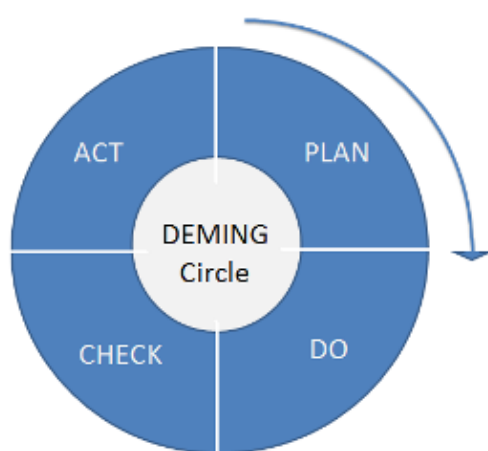 ACT
PLAN
DEMING
Circle
CHECK
DO